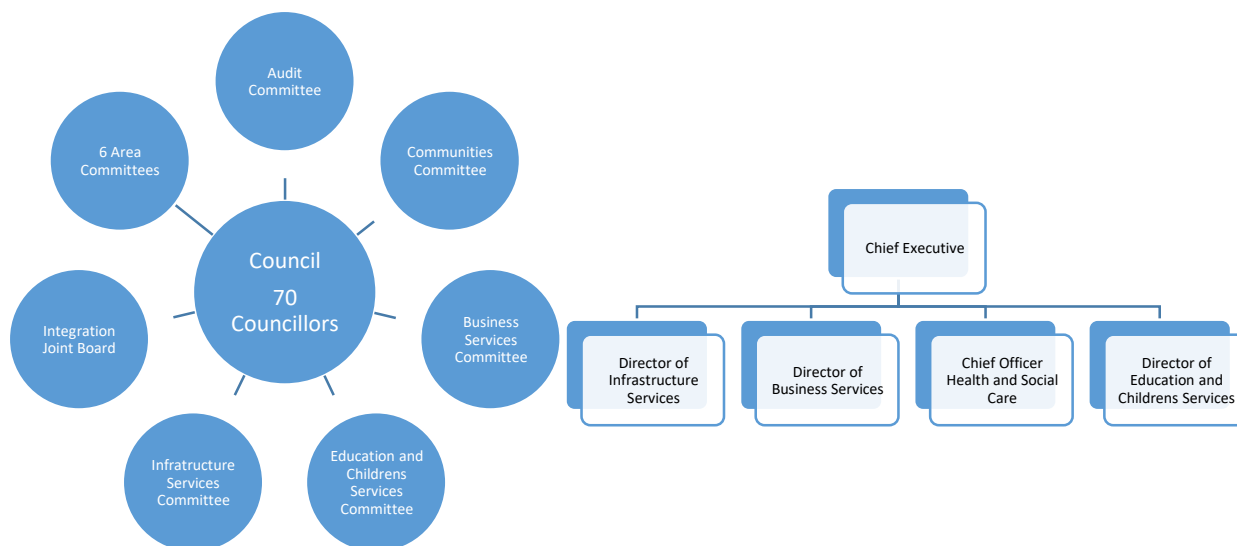 Audit
Committee
6 Area
Committees
Communities
Committee
Council
70
Councillors
Integration
Joint Board
Business
Services
Committee
Infratructure
Services
Committee
Education and
Childrens
Services
Committee
Chief Executive
Director of
Infrastructure
Services
Director of
Business Services
Chief Officer
Health and Social
Care
Director of
Education and
Childrens Services